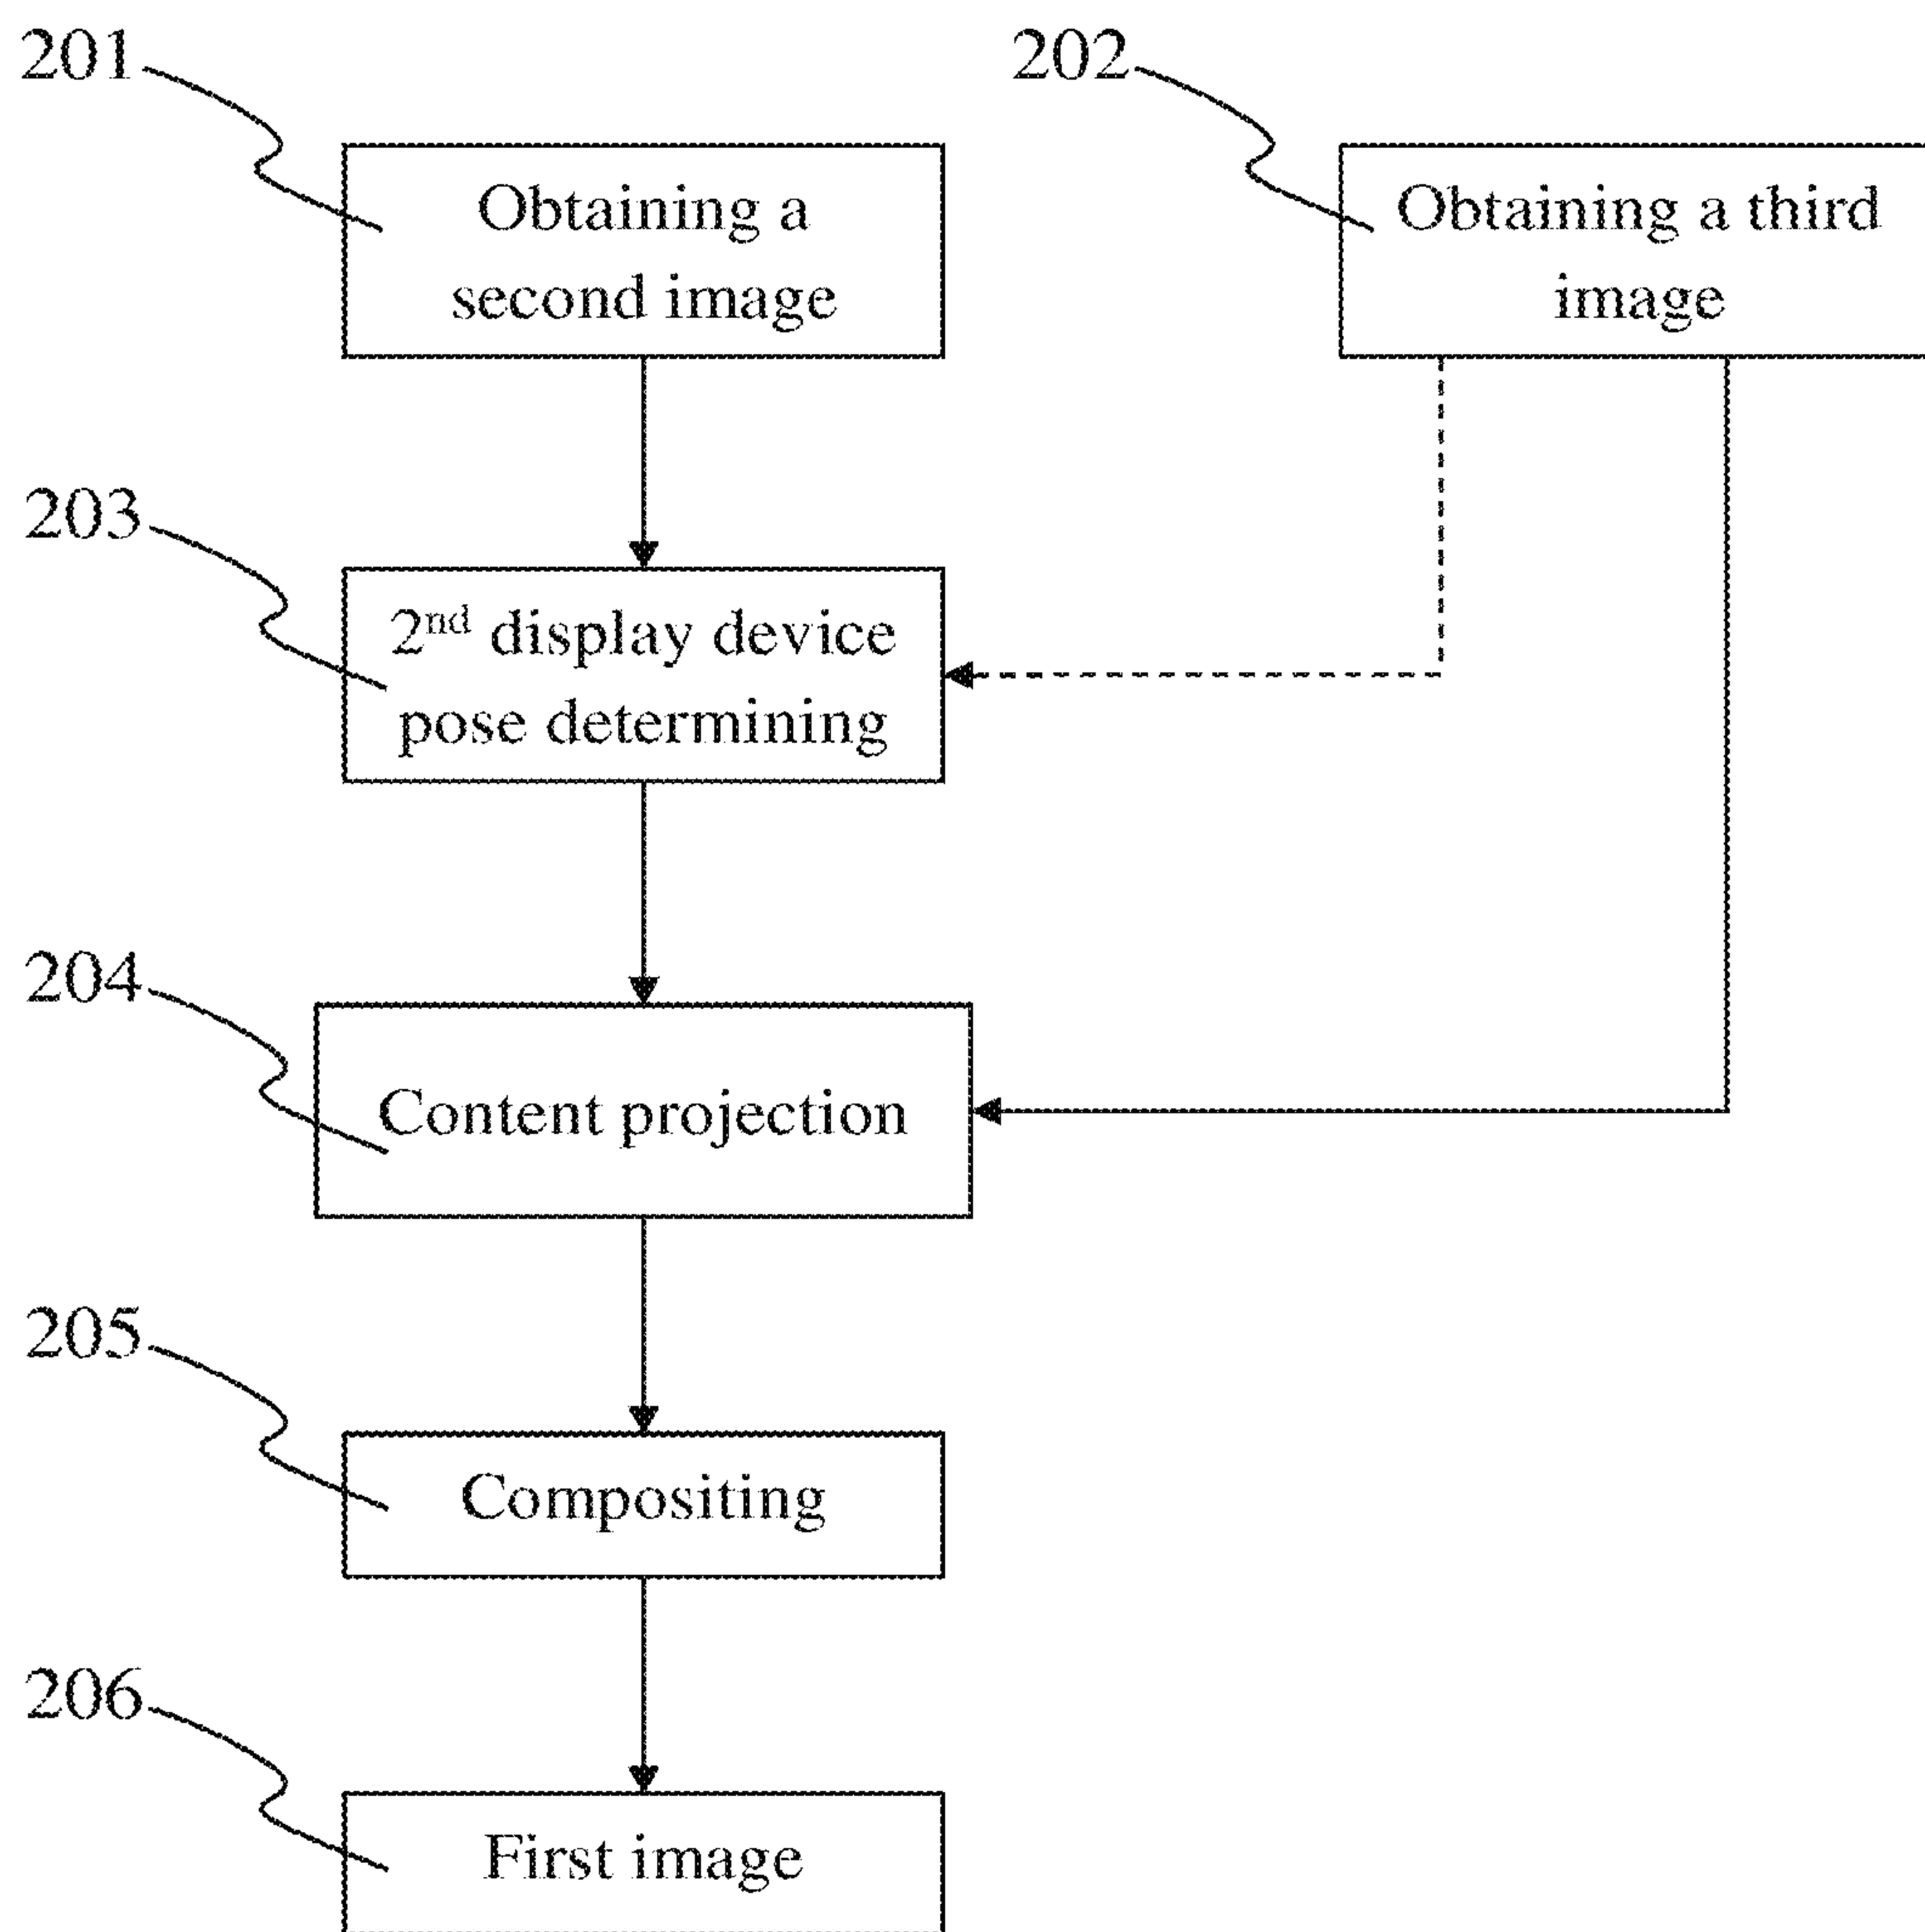 201
202
Obtaining a
second image
Obtaining a third
image
203
2nd display device
pose determining
204
Content projection
205
Compositing
206
First image